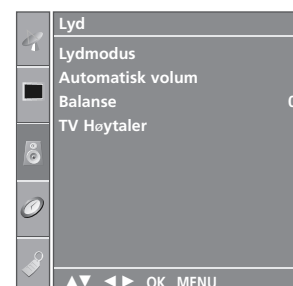 Lyd
Lydmodus
Automatisk volum
Balanse 0
TV Høytaler
▲▼ ◄► OK MENU